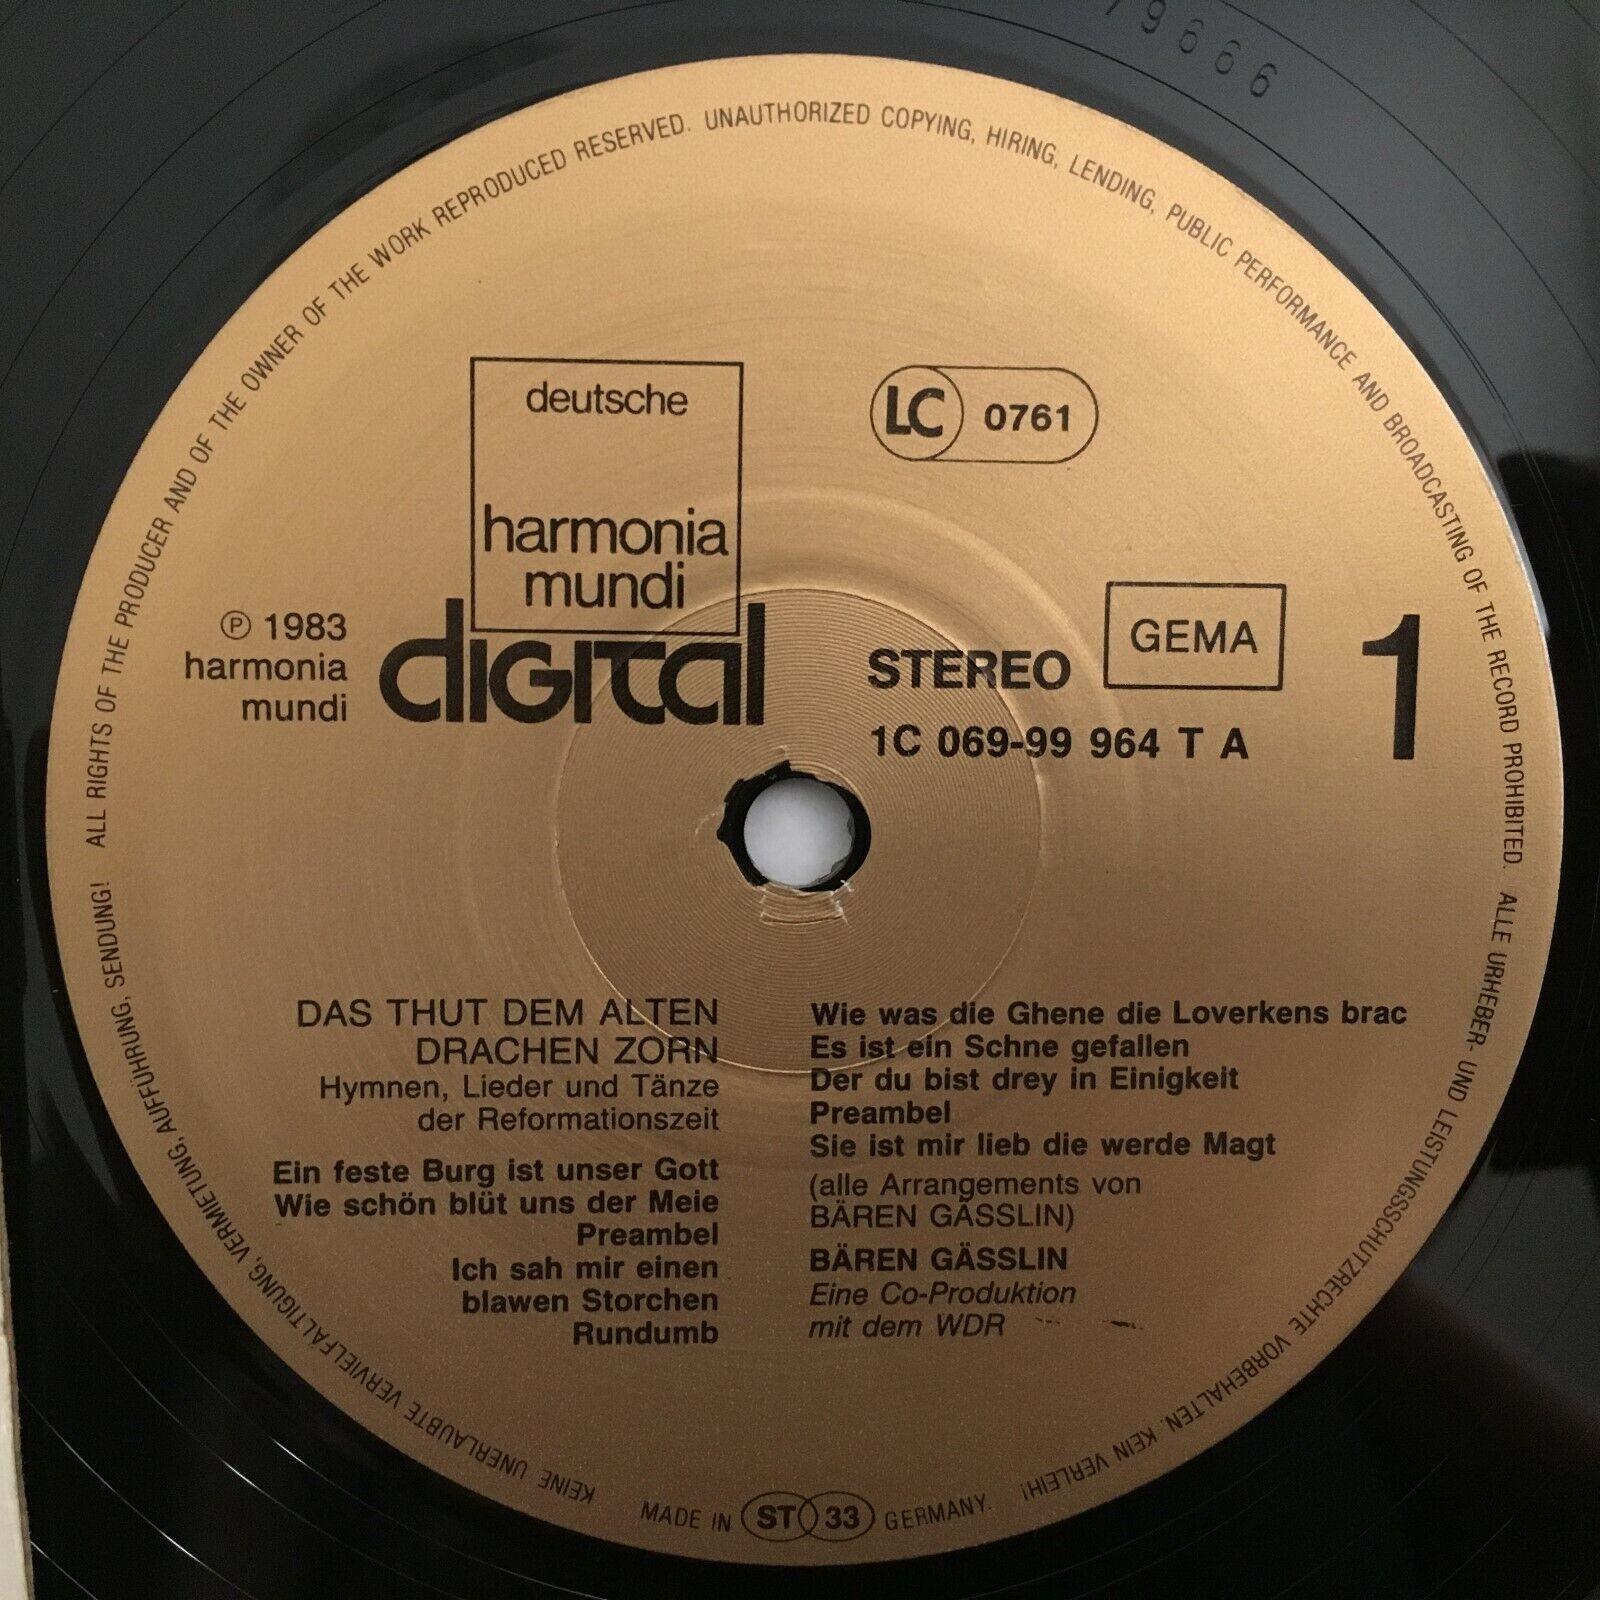 79666
ALL RIGHTS OF THE PRODUCER AND OF THE OWNER OF THE WORK REPRODUCED RESERVED. UNAUTHORIZED COPYING, HIRING, LENDING, PUBLIC PERFORMANCE AND BROADCASTING OF THE RECORD PROHIBITED. ALLE URHEBER- UND LEISTUNGSSCHUTZRECHTE VORBEHALTEN. KEIN VERLEIH! KEINE UNERLAUBTE VERVIELFÄLTIGUNG, VERMIETUNG, AUFFÜHRUNG, SENDUNG!
deutsche
harmonia
mundi
digital
LC 0761
℗ 1983
harmonia
mundi
STEREO
GEMA
1
1C 069-99 964 T A
DAS THUT DEM ALTEN
DRACHEN ZORN
Hymnen, Lieder und Tänze
der Reformationszeit
Ein feste Burg ist unser Gott
Wie schön blüt uns der Meie
Preambel
Ich sah mir einen
blawen Storchen
Rundumb
Wie was die Ghene die Loverkens brac
Es ist ein Schne gefallen
Der du bist drey in Einigkeit
Preambel
Sie ist mir lieb die werde Magt
(alle Arrangements von
BÄREN GÄSSLIN)
BÄREN GÄSSLIN
Eine Co-Produktion
mit dem WDR
MADE IN ST 33 GERMANY.